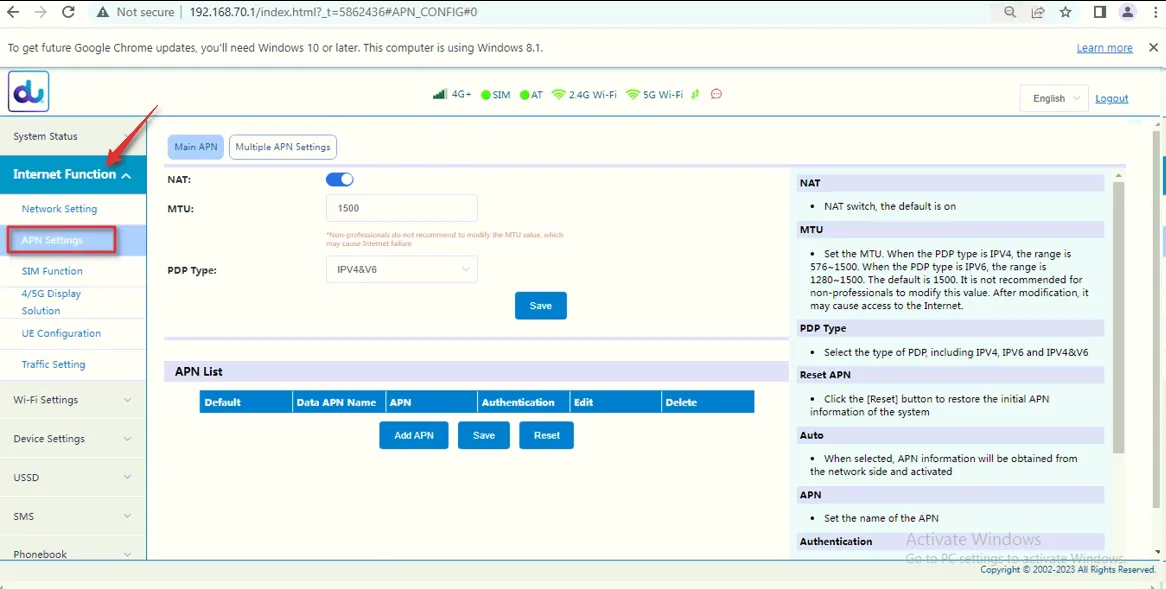 Not secure | 192.168.70.1/index.html?_t=5862436#APN_CONFIG#0
To get future Google Chrome updates, you'll need Windows 10 or later. This computer is using Windows 8.1.
Learn more
du
4G+ SIM AT 2.4G Wi-Fi 5G Wi-Fi
English
Logout
System Status
Internet Function
Network Setting
APN Settings
SIM Function
4/5G Display
Solution
UE Configuration
Traffic Setting
Wi-Fi Settings
Device Settings
USSD
SMS
Phonebook
Main APN
Multiple APN Settings
NAT:
MTU:
1500
*Non-professionals do not recommend to modify the MTU value, which
may cause Internet failure
PDP Type:
IPV4&V6
Save
APN List
Default Data APN Name APN Authentication Edit Delete
Add APN
Save
Reset
NAT
• NAT switch, the default is on
MTU
• Set the MTU. When the PDP type is IPV4, the range is
576~1500. When the PDP type is IPV6, the range is
1280~1500. The default is 1500. It is not recommended for
non-professionals to modify this value. After modification, it
may cause access to the Internet.
PDP Type
• Select the type of PDP, including IPV4, IPV6 and IPV4&V6
Reset APN
• Click the [Reset] button to restore the initial APN
information of the system
Auto
• When selected, APN information will be obtained from
the network side and activated
APN
• Set the name of the APN
Authentication
Activate Windows
Go to PC settings to activate Windows.
Copyright © 2002-2023 All Rights Reserved.